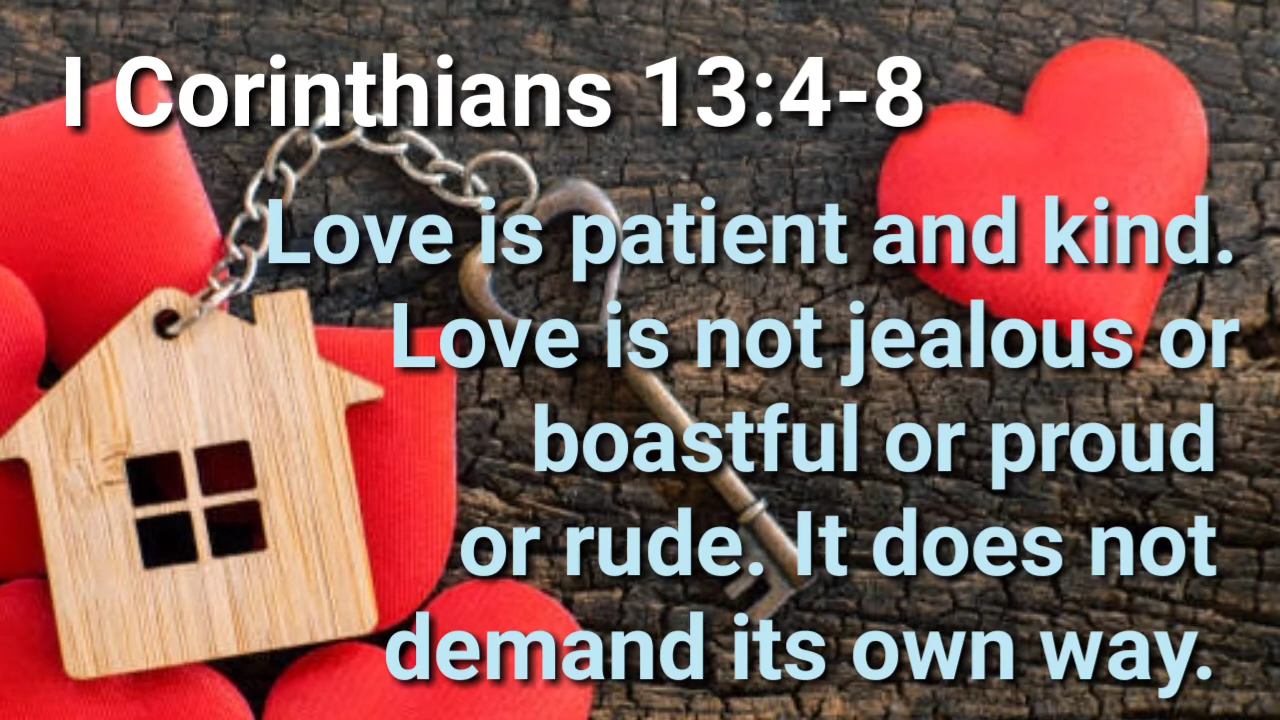 I Corinthians 13:4-8
Love is patient and kind.
Love is not jealous or
boastful or proud
or rude. It does not
demand its own way.